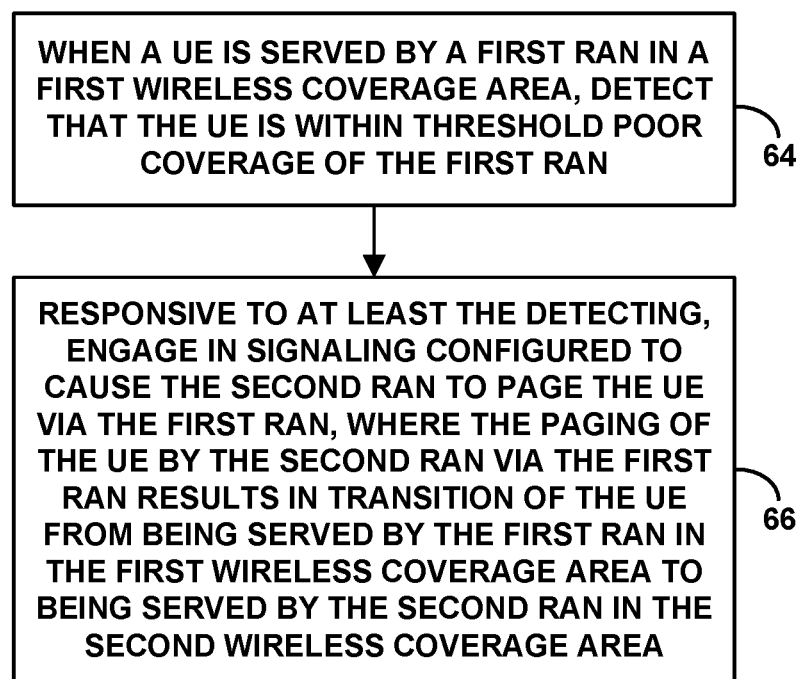 WHEN A UE IS SERVED BY A FIRST RAN IN A
FIRST WIRELESS COVERAGE AREA, DETECT
THAT THE UE IS WITHIN THRESHOLD POOR
COVERAGE OF THE FIRST RAN
64
RESPONSIVE TO AT LEAST THE DETECTING,
ENGAGE IN SIGNALING CONFIGURED TO
CAUSE THE SECOND RAN TO PAGE THE UE
VIA THE FIRST RAN, WHERE THE PAGING OF
THE UE BY THE SECOND RAN VIA THE FIRST
RAN RESULTS IN TRANSITION OF THE UE
FROM BEING SERVED BY THE FIRST RAN IN
THE FIRST WIRELESS COVERAGE AREA TO
BEING SERVED BY THE SECOND RAN IN THE
SECOND WIRELESS COVERAGE AREA
66